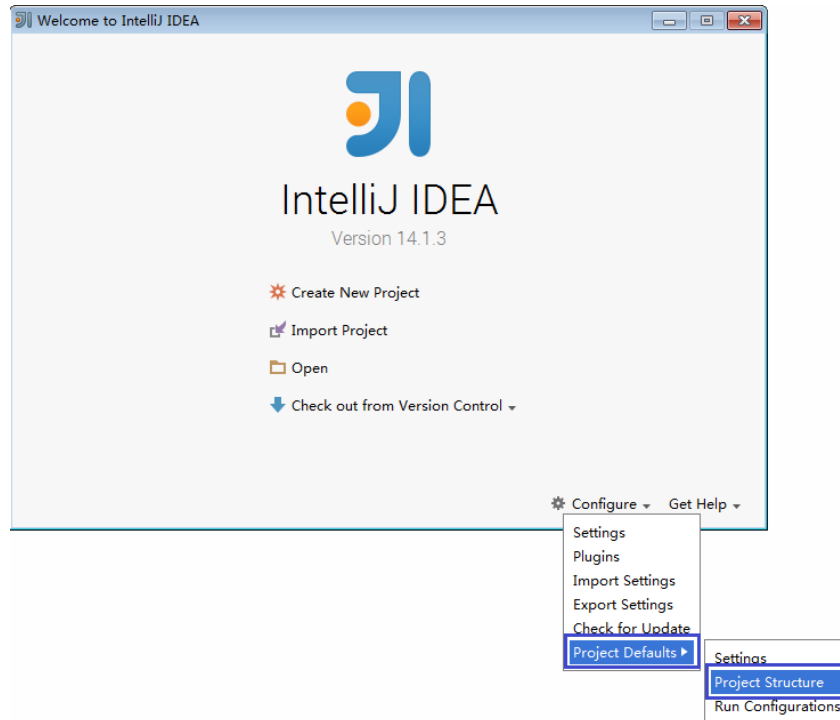 Welcome to IntelliJ IDEA
IntelliJ IDEA
Version 14.1.3
Create New Project
Import Project
Open
Check out from Version Control
Configure Get Help
Settings
Plugins
Import Settings
Export Settings
Check for Update
Project Defaults
Settings
Project Structure
Run Configurations